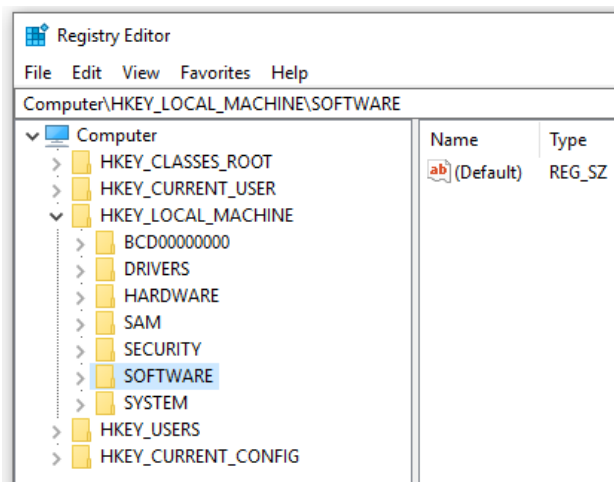 Registry Editor
File Edit View Favorites Help
Computer\HKEY_LOCAL_MACHINE\SOFTWARE
Computer
HKEY_CLASSES_ROOT
HKEY_CURRENT_USER
HKEY_LOCAL_MACHINE
BCD00000000
DRIVERS
HARDWARE
SAM
SECURITY
SOFTWARE
SYSTEM
HKEY_USERS
HKEY_CURRENT_CONFIG
Name Type
ab (Default) REG_SZ